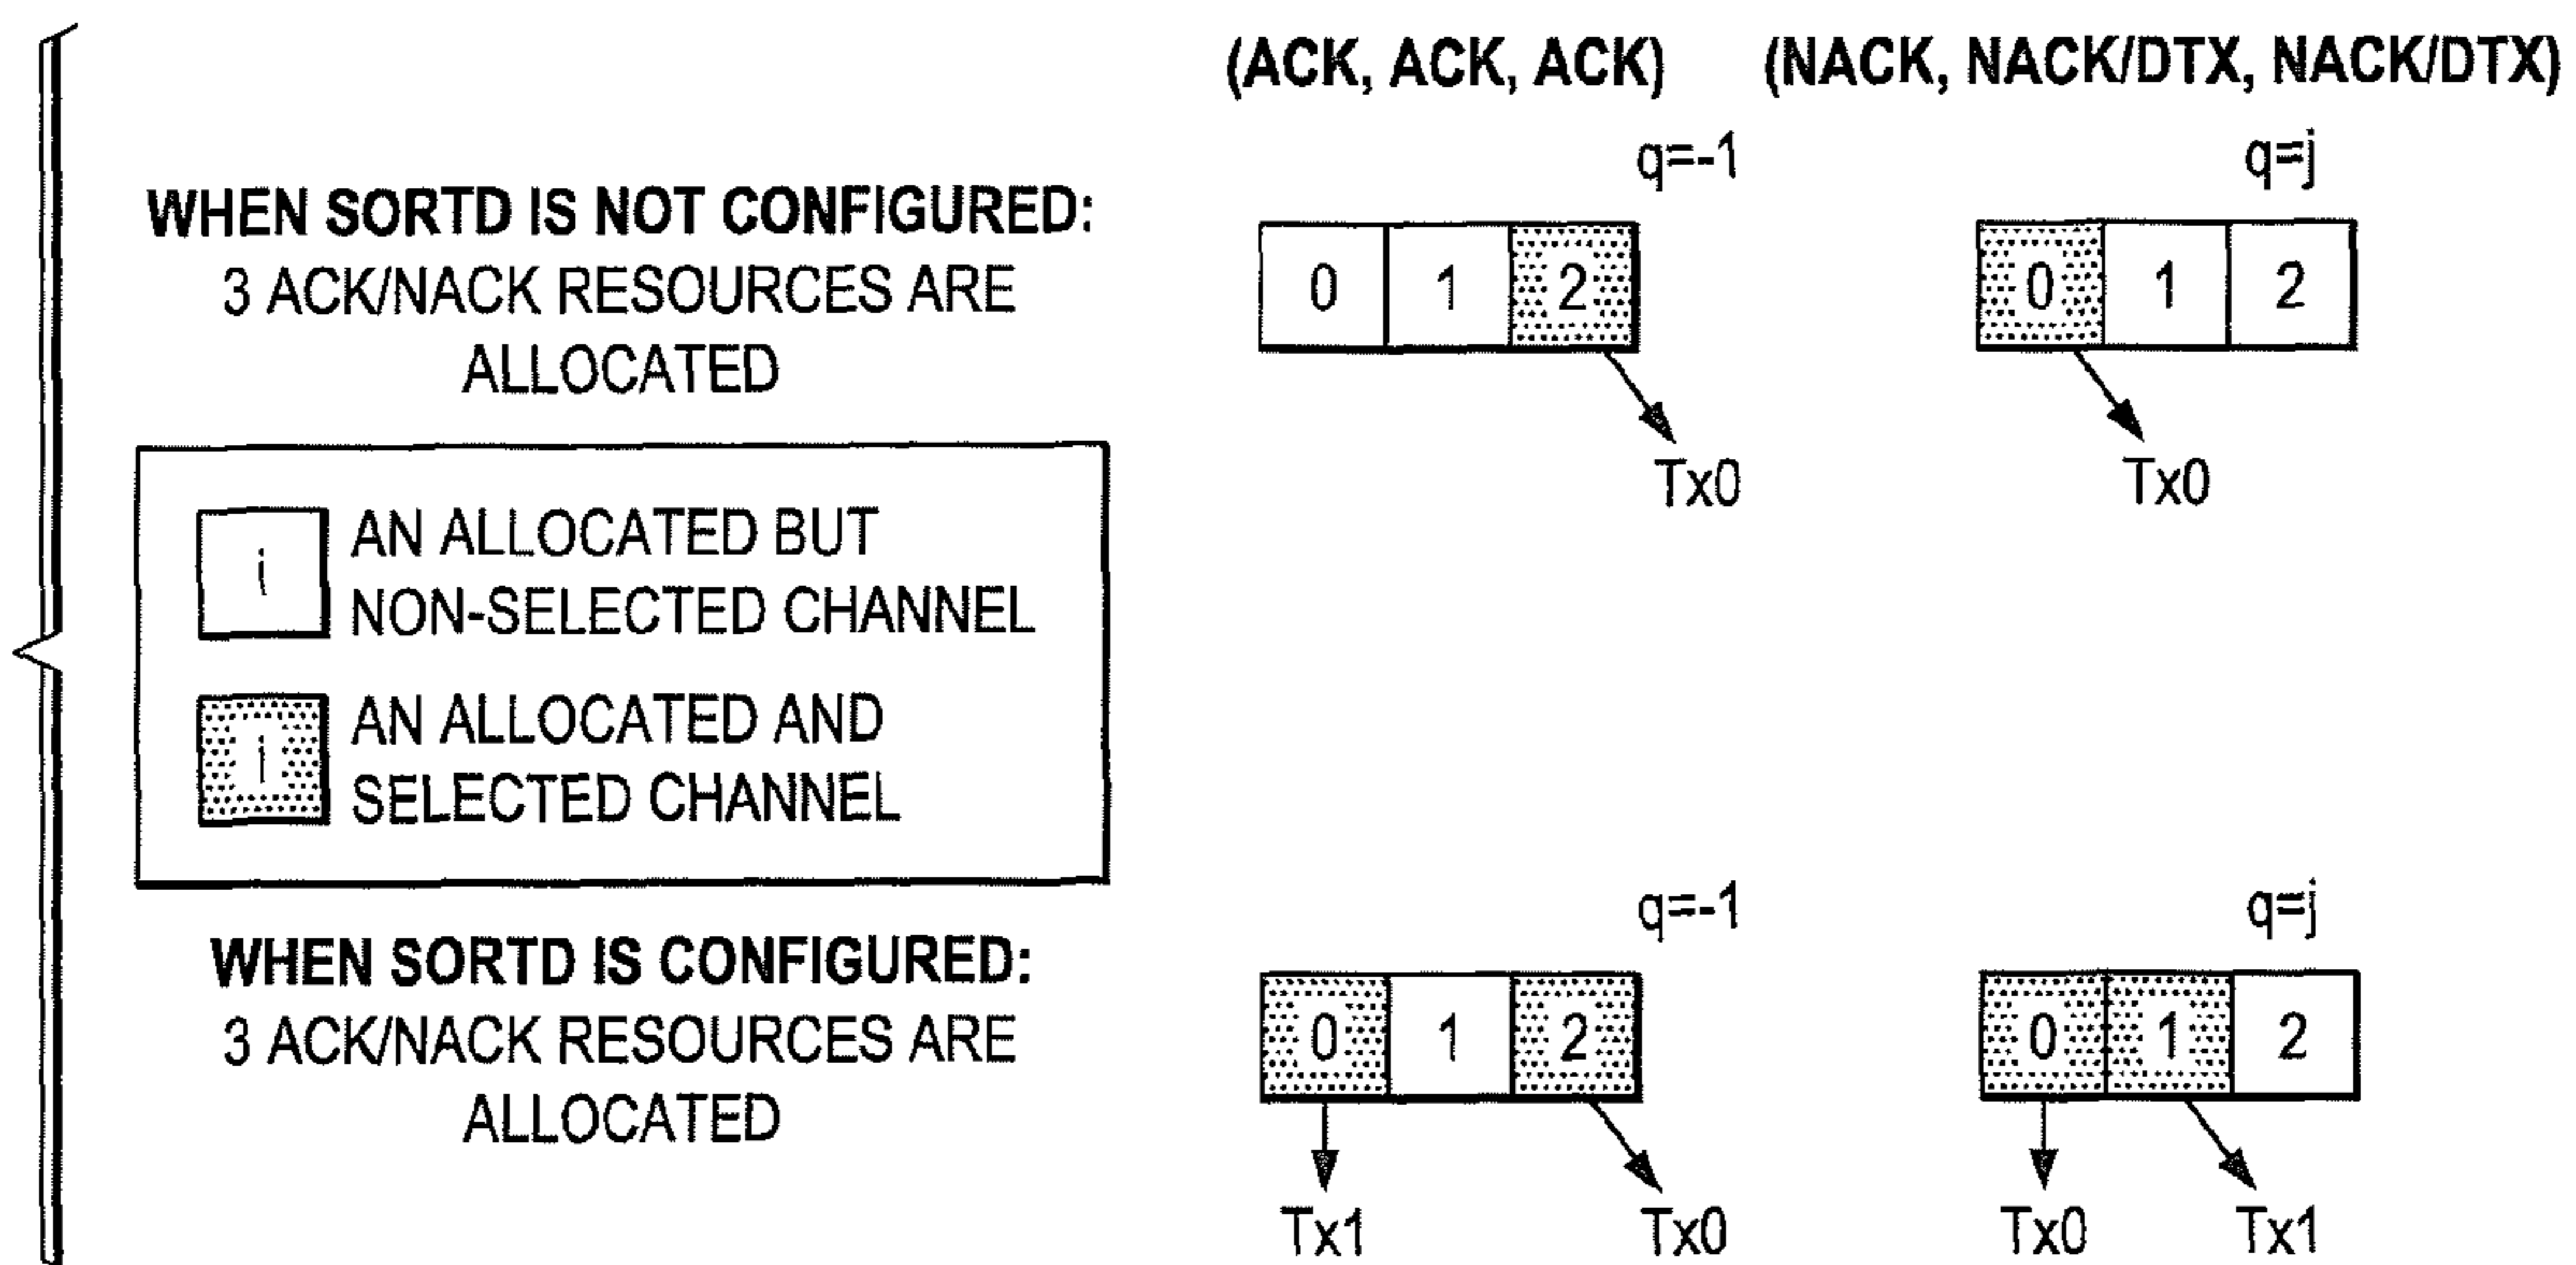 (ACK, ACK, ACK) (NACK, NACK/DTX, NACK/DTX)
q=-1 q=j
WHEN SORTD IS NOT CONFIGURED:
3 ACK/NACK RESOURCES ARE
ALLOCATED
0 1 2 0 1 2
Tx0 Tx0
i AN ALLOCATED BUT
NON-SELECTED CHANNEL
i AN ALLOCATED AND
SELECTED CHANNEL
q=-1 q=j
WHEN SORTD IS CONFIGURED:
3 ACK/NACK RESOURCES ARE
ALLOCATED
0 1 2 0 1 2
Tx1 Tx0 Tx0 Tx1